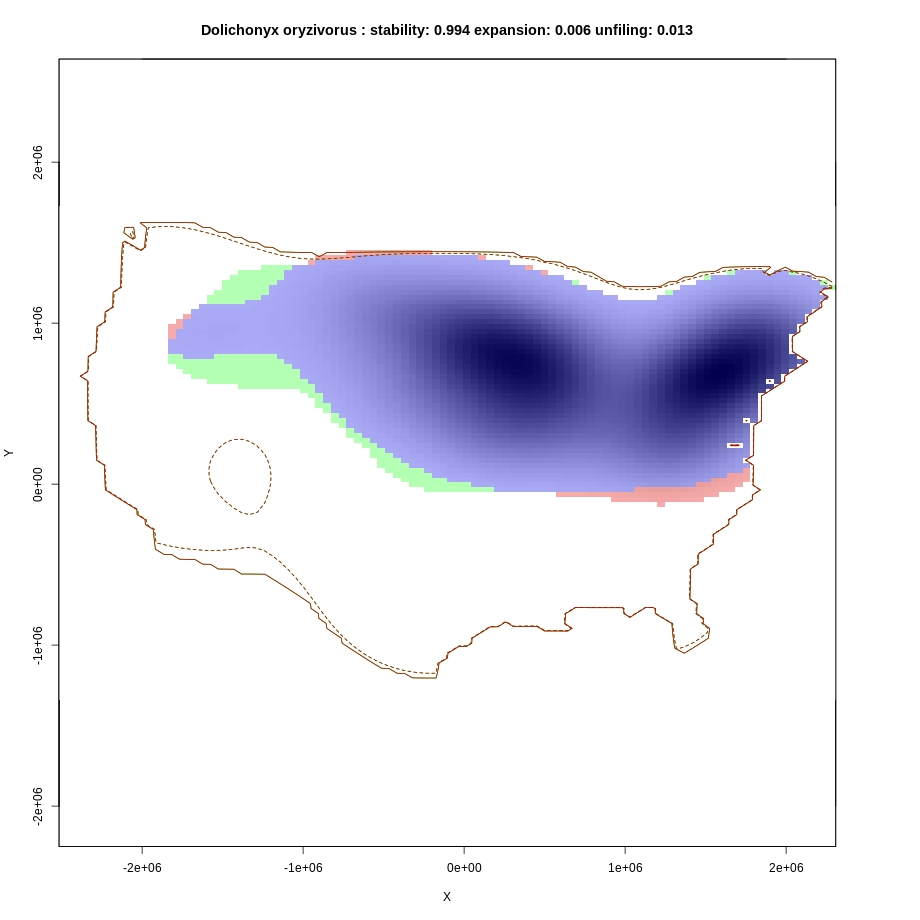 Dolichonyx oryzivorus : stability: 0.994 expansion: 0.006 unfiling: 0.013
2e+06
1e+06
0e+00
-1e+06
-2e+06
Y
-2e+06 -1e+06 0e+00 1e+06 2e+06
X